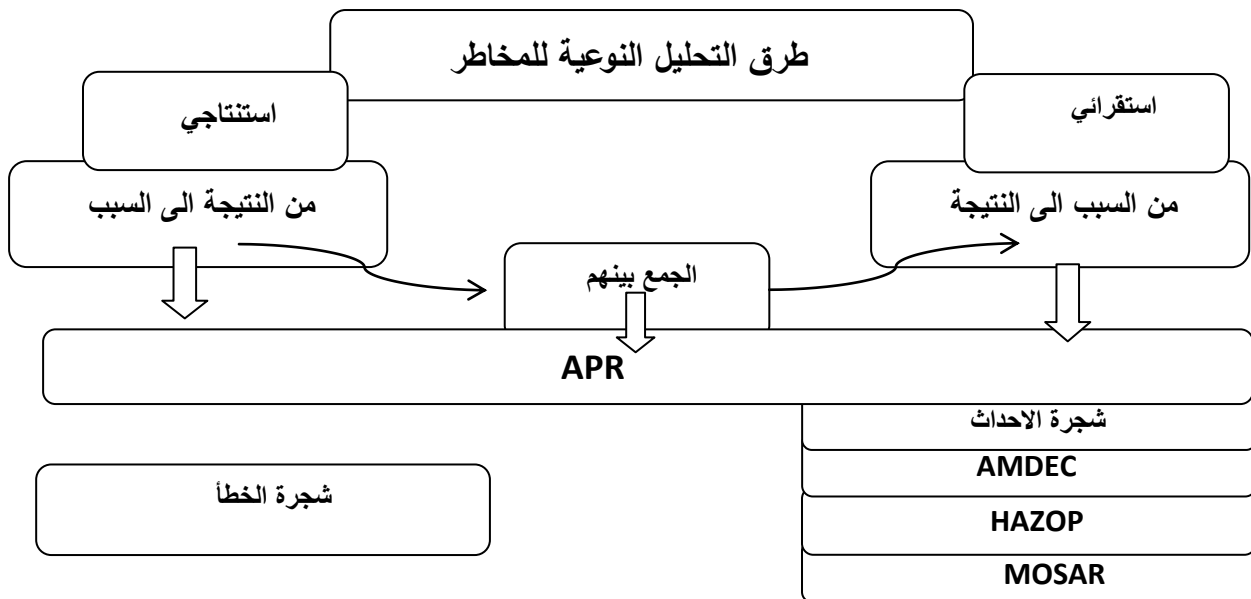 طرق التحليل النوعية للمخاطر
استقرائي
استنتاجي
من السبب الى النتيجة
من النتيجة الى السبب
الجمع بينهم
APR
شجرة الاحداث
AMDEC
HAZOP
MOSAR
شجرة الخطأ